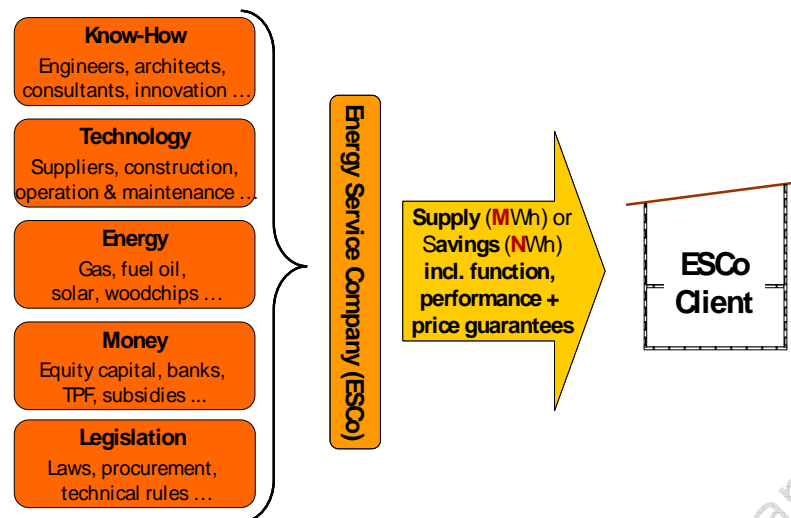 Know-How
Engineers, architects,
consultants, innovation …
Technology
Suppliers, construction,
operation & maintenance …
Energy
Gas, fuel oil,
solar, woodchips …
Money
Equity capital, banks,
TPF, subsidies ...
Legislation
Laws, procurement,
technical rules …
Energy Service Company (ESCo)
Supply (MWh) or
Savings (NWh)
incl. function,
performance +
price guarantees
ESCo
Client